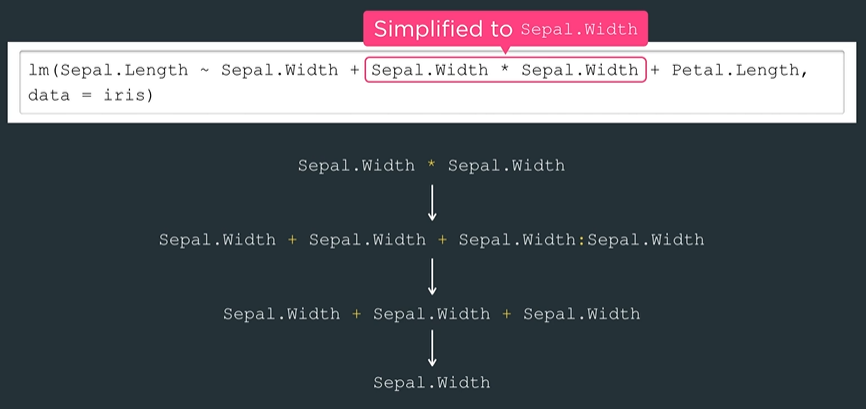 Simplified to Sepal.Width
lm(Sepal.Length ~ Sepal.Width + Sepal.Width * Sepal.Width + Petal.Length,
data = iris)
Sepal.Width * Sepal.Width
Sepal.Width + Sepal.Width + Sepal.Width:Sepal.Width
Sepal.Width + Sepal.Width + Sepal.Width
Sepal.Width